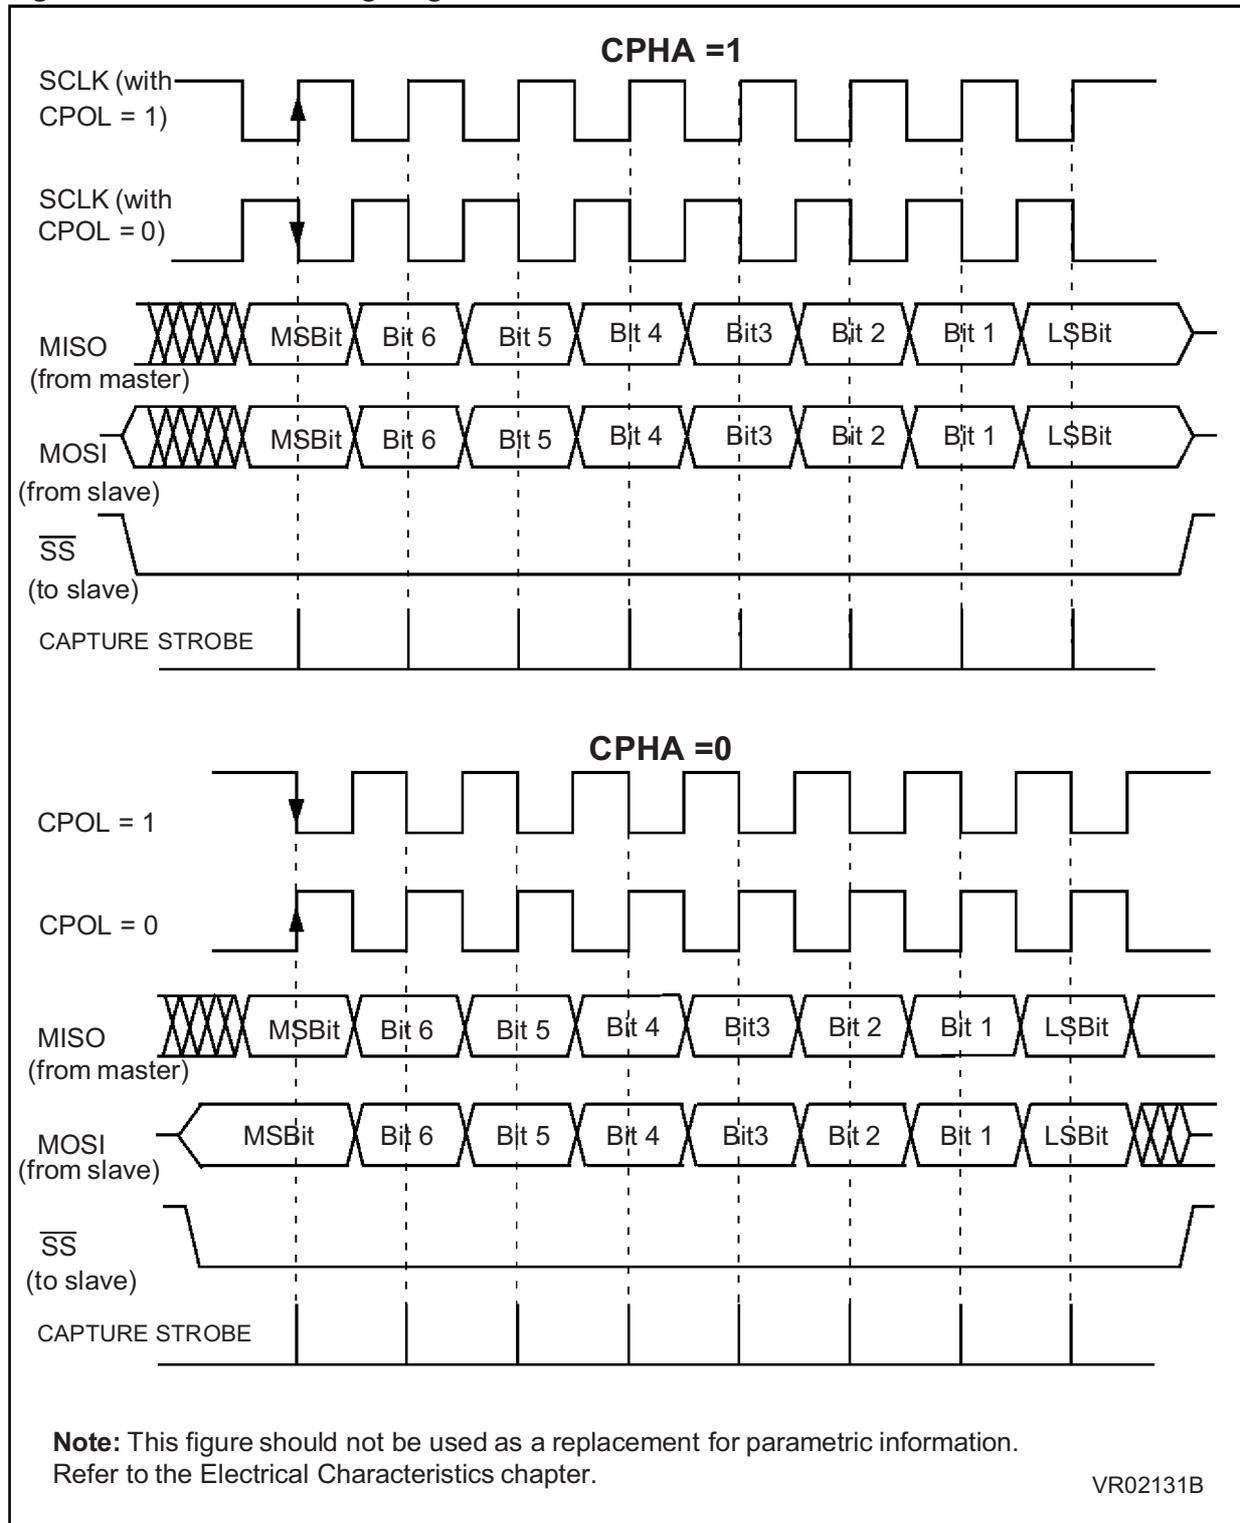 CPHA =1
SCLK (with
CPOL = 1)
SCLK (with
CPOL = 0)
MSBit Bit 6 Bit 5 BIt 4 Bit3 Bit 2 Bit 1 LSBit
MISO
(from master)
MSBit Bit 6 Bit 5 Bit 4 Bit3 Bit 2 Bit 1 LSBit
MOSI
(from slave)
SS
(to slave)
CAPTURE STROBE
CPHA =0
CPOL = 1
CPOL = 0
MSBit Bit 6 Bit 5 Bit 4 Bit3 Bit 2 Bit 1 LSBit
MISO
(from master)
MSBit Bit 6 Bit 5 Bit 4 Bit3 Bit 2 Bit 1 LSBit
MOSI
(from slave)
SS
(to slave)
CAPTURE STROBE
Note: This figure should not be used as a replacement for parametric information.
Refer to the Electrical Characteristics chapter.
VR02131B